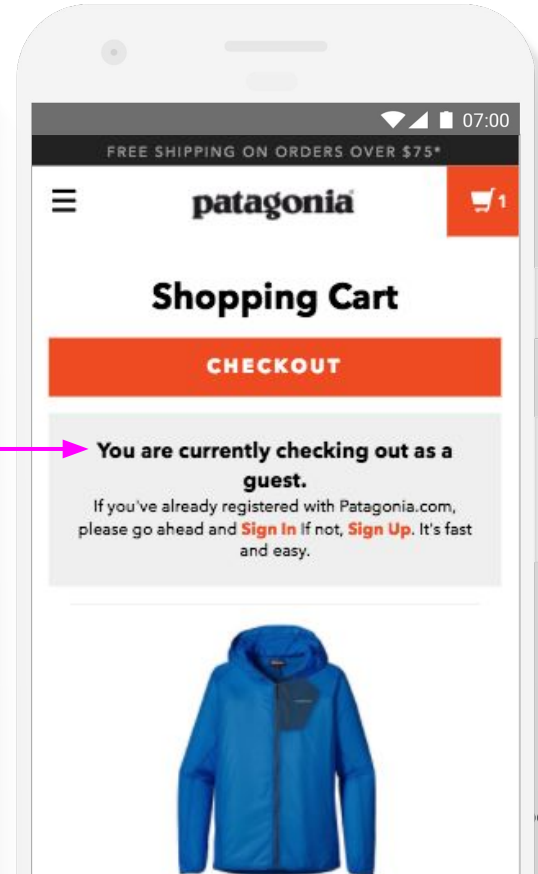 07:00
FREE SHIPPING ON ORDERS OVER $75*
patagonia
1
Shopping Cart
CHECKOUT
You are currently checking out as a
guest.
If you've already registered with Patagonia.com,
please go ahead and Sign In If not, Sign Up. It's fast
and easy.